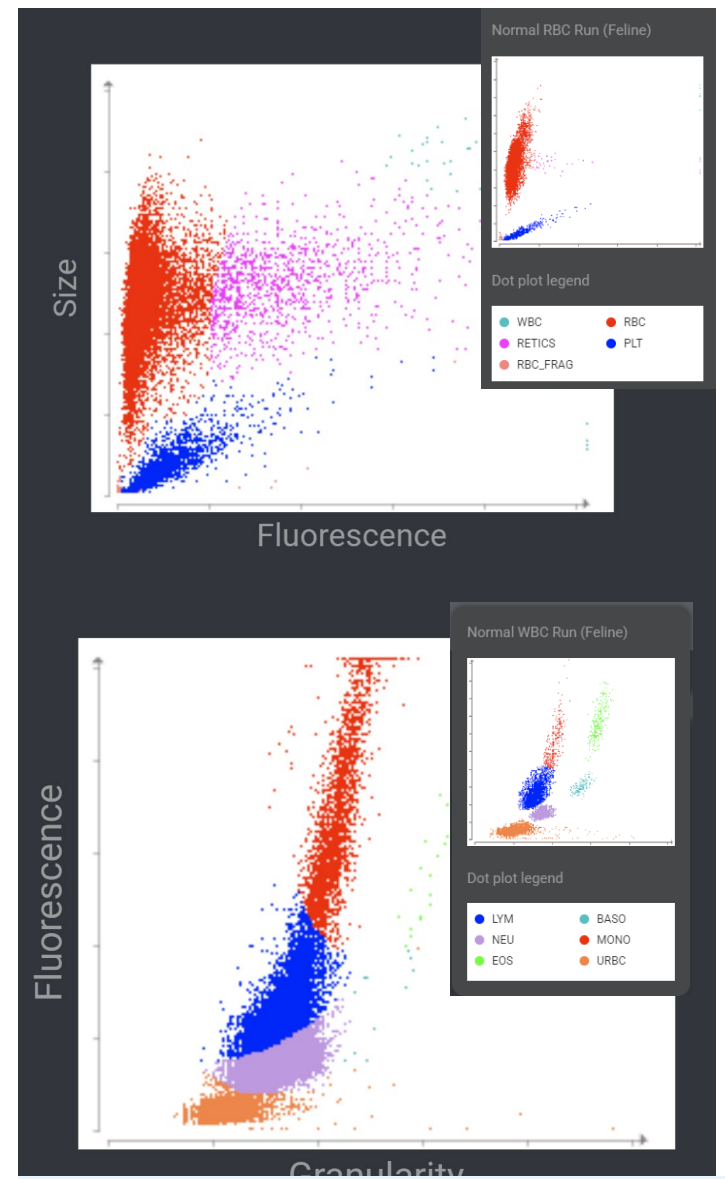 Normal RBC Run (Feline)
Size
Dot plot legend
WBC
RBC
RETICS
PLT
RBC_FRAG
Fluorescence
Normal WBC Run (Feline)
Fluorescence
Dot plot legend
LYM
BASO
NEU
MONO
EOS
URBC
Granularity